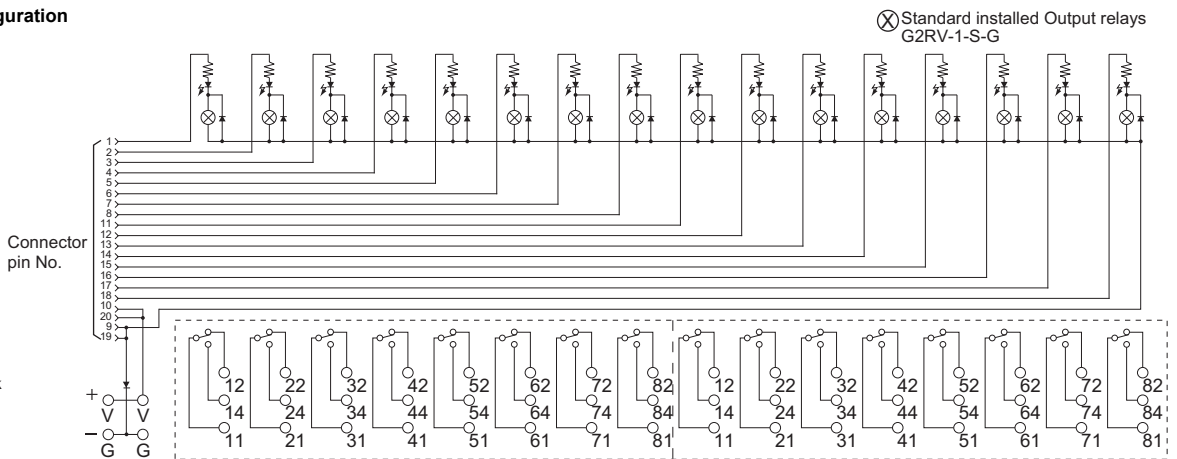 guration
Standard installed Output relays
G2RV-1-S-G
1
2
3
4
5
6
7
8
11
12
13
14
15
16
17
18
10
20
9
19
Connector
pin No.
12 22 32 42 52 62 72 82 12 22 32 42 52 62 72 82
14 24 34 44 54 64 74 84 14 24 34 44 54 64 74 84
11 21 31 41 51 61 71 81 11 21 31 41 51 61 71 81
+
V V
−
G G